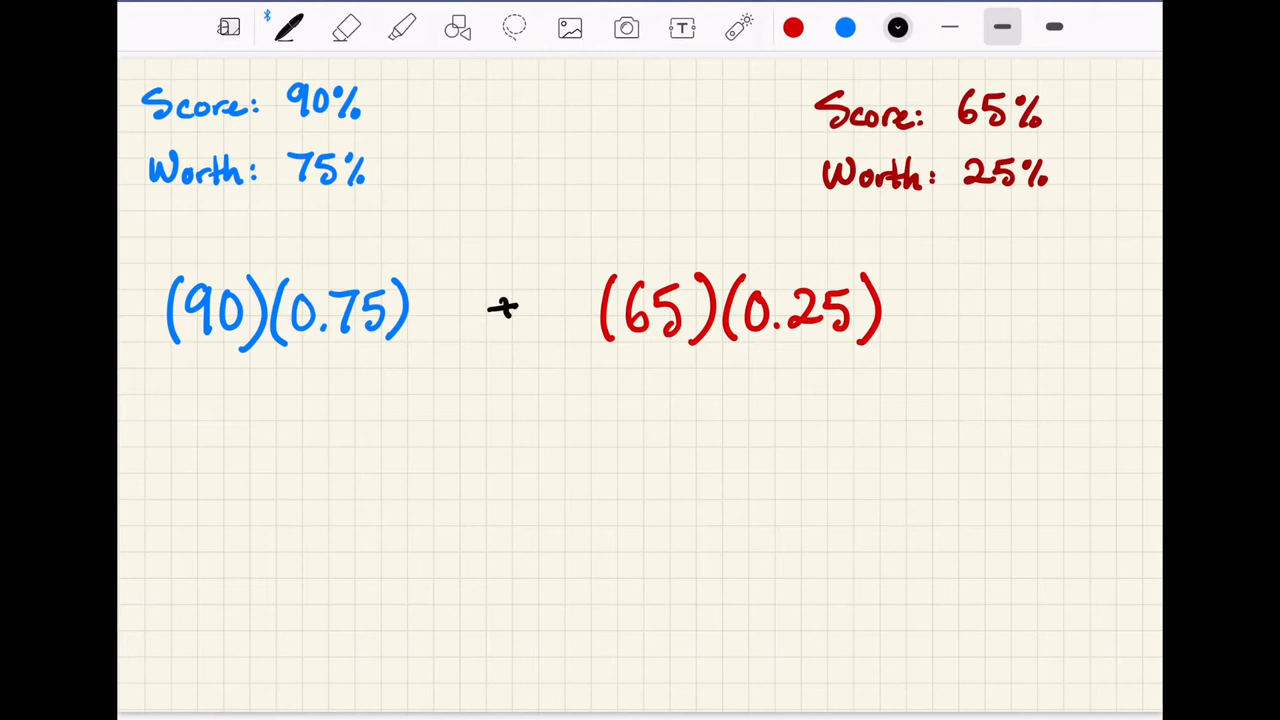 Score: 90%
Worth: 75%
Score: 65%
Worth: 25%
(90)(0.75) + (65)(0.25)